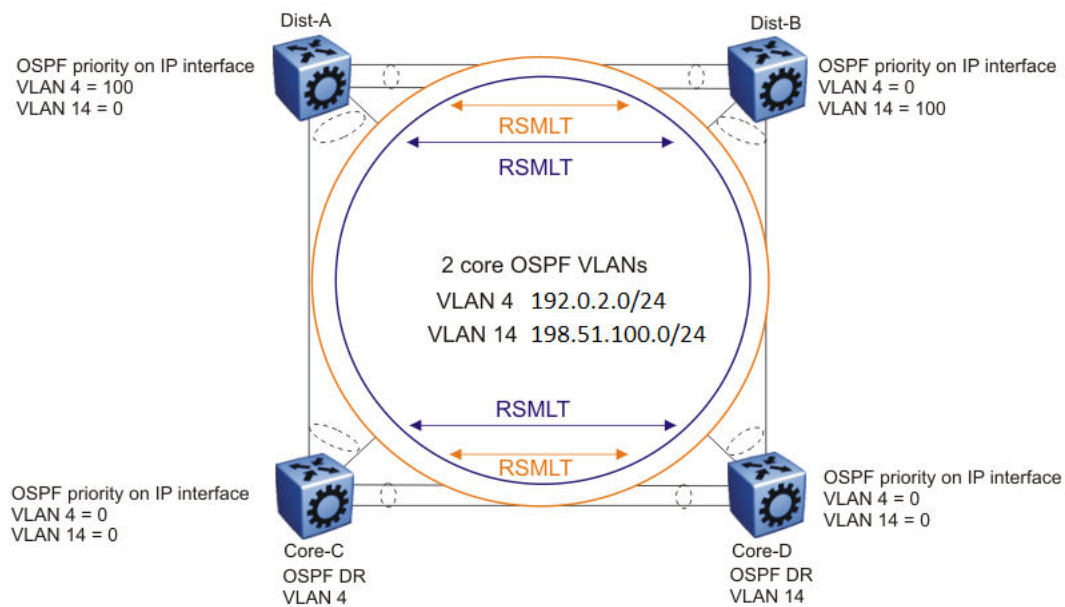 Dist-A
Dist-B
OSPF priority on IP interface
VLAN 4 = 100
VLAN 14 = 0
OSPF priority on IP interface
VLAN 4 = 0
VLAN 14 = 100
RSMLT
RSMLT
2 core OSPF VLANs
VLAN 4 192.0.2.0/24
VLAN 14 198.51.100.0/24
RSMLT
RSMLT
OSPF priority on IP interface
VLAN 4 = 0
VLAN 14 = 0
OSPF priority on IP interface
VLAN 4 = 0
VLAN 14 = 0
Core-C
OSPF DR
VLAN 4
Core-D
OSPF DR
VLAN 14